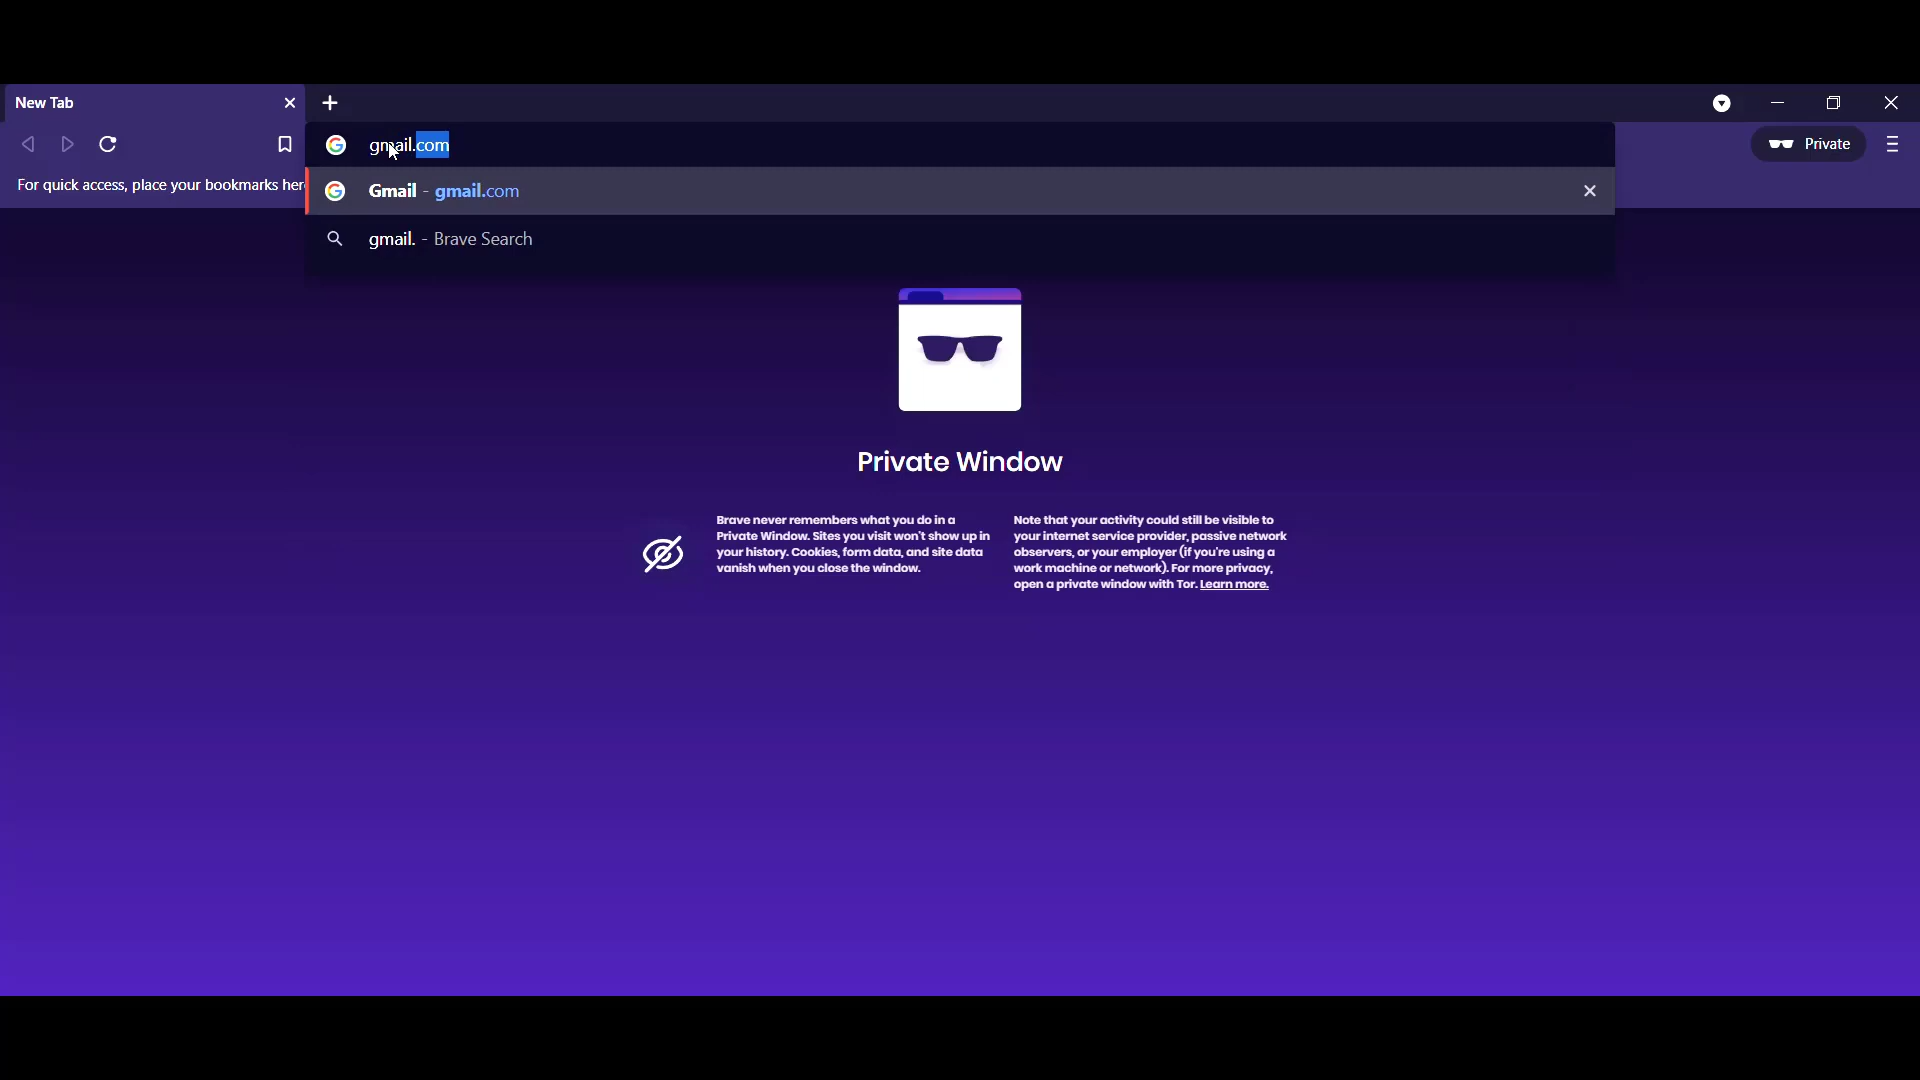 New Tab
gmail.com
Private
For quick access, place your bookmarks her
Gmail - gmail.com
gmail. - Brave Search
Private Window
Brave never remembers what you do in a
Private Window. Sites you visit won't show up in
your history. Cookies, form data, and site data
vanish when you close the window.
Note that your activity could still be visible to
your internet service provider, passive network
observers, or your employer (if you're using a
work machine or network). For more privacy,
open a private window with Tor. Learn more.